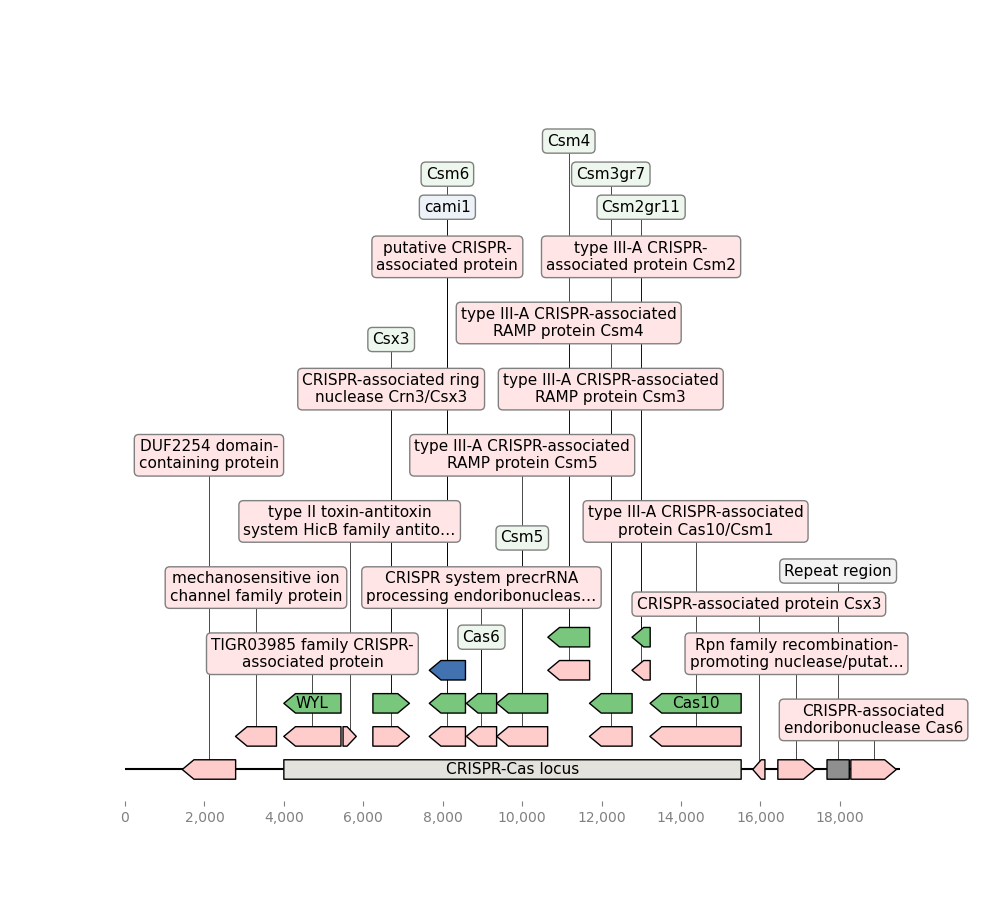 Csm4
Csm6
Csm3gr7
cami1
Csm2gr11
putative CRISPR-
associated protein
type III-A CRISPR-
associated protein Csm2
type III-A CRISPR-associated
RAMP protein Csm4
Csx3
CRISPR-associated ring
nuclease Crn3/Csx3
type III-A CRISPR-associated
RAMP protein Csm3
DUF2254 domain-
containing protein
type III-A CRISPR-associated
RAMP protein Csm5
type II toxin-antitoxin
system HicB family antito…
type III-A CRISPR-associated
protein Cas10/Csm1
Csm5
Repeat region
mechanosensitive ion
channel family protein
CRISPR system precrRNA
processing endoribonucleas…
CRISPR-associated protein Csx3
Cas6
TIGR03985 family CRISPR-
associated protein
Rpn family recombination-
promoting nuclease/putat…
WYL
Cas10
CRISPR-associated
endoribonuclease Cas6
CRISPR-Cas locus
0 2,000 4,000 6,000 8,000 10,000 12,000 14,000 16,000 18,000